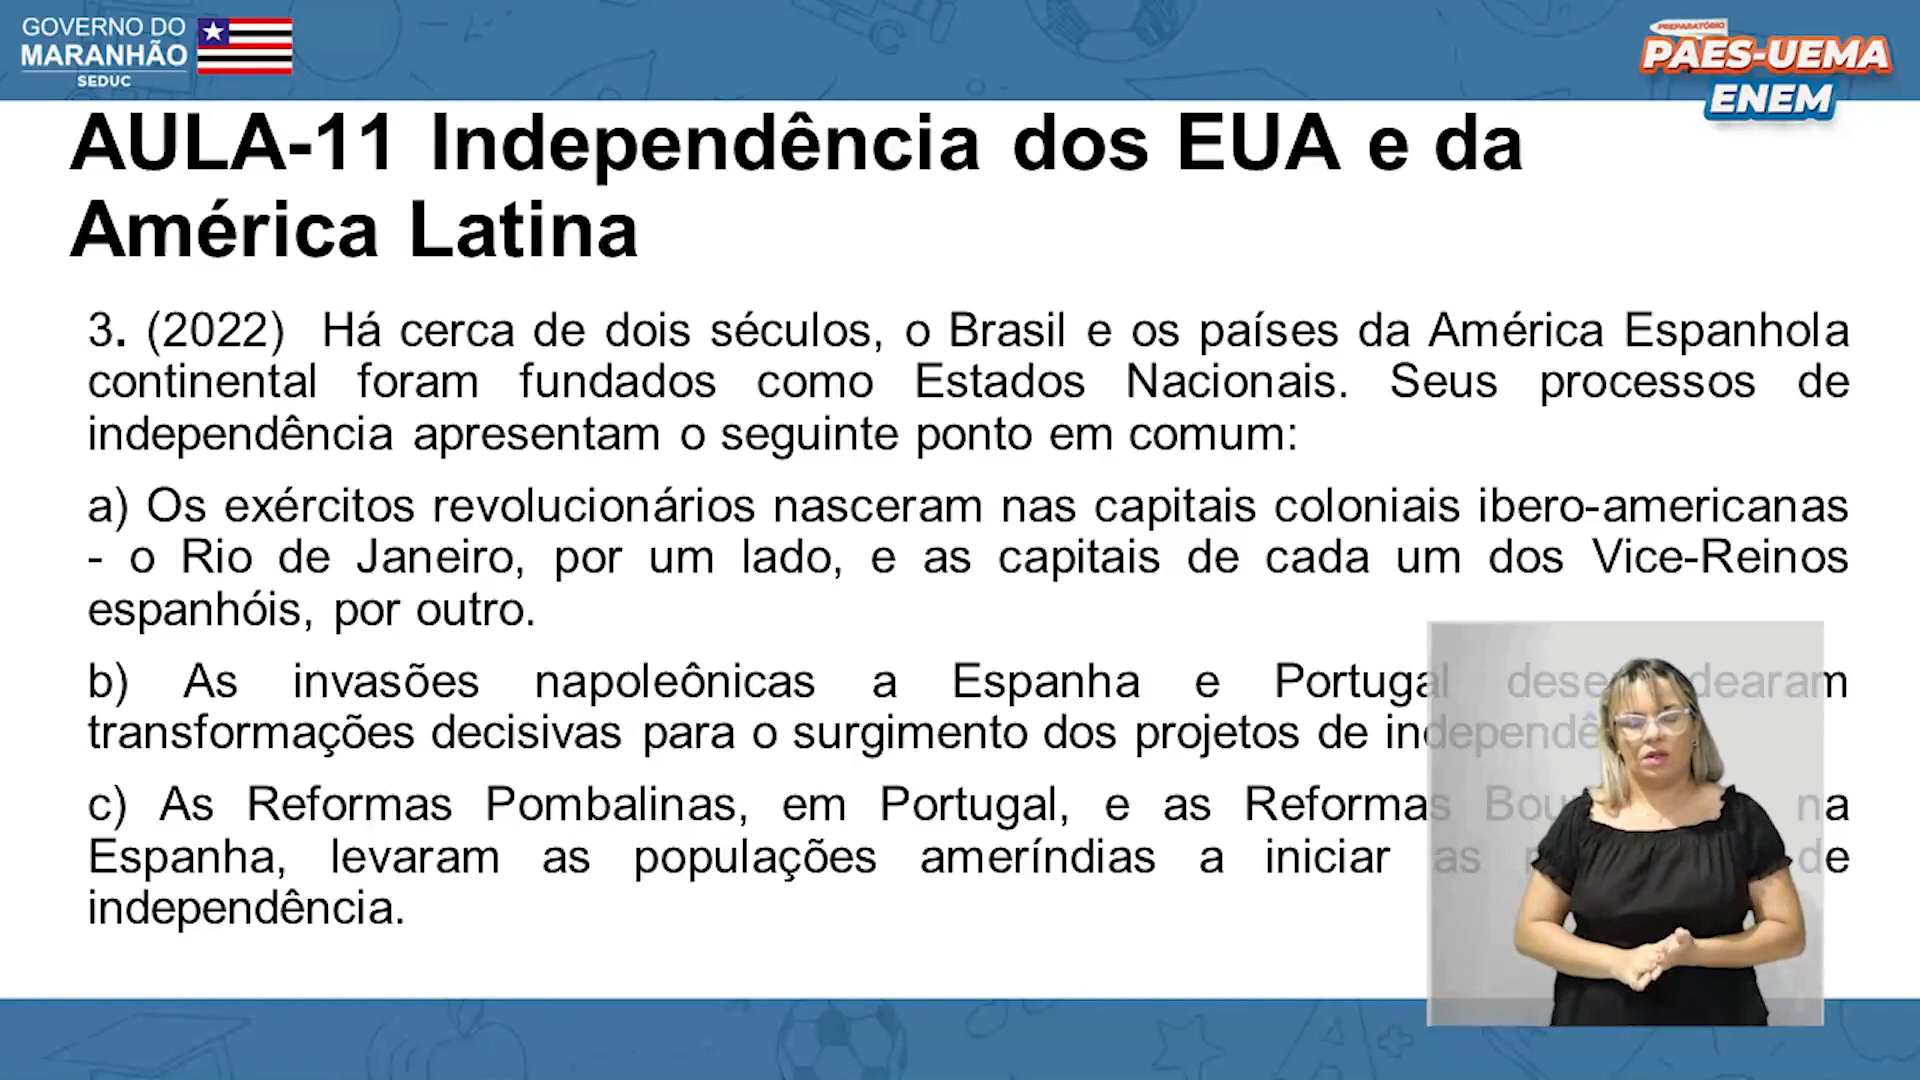 GOVERNO DO
MARANHÃO
SEDUC
PREPARATÓRIO
PAES-UEMA
ENEM
AULA-11 Independência dos EUA e da
América Latina
3. (2022) Há cerca de dois séculos, o Brasil e os países da América Espanhola
continental foram fundados como Estados Nacionais. Seus processos de
independência apresentam o seguinte ponto em comum:
a) Os exércitos revolucionários nasceram nas capitais coloniais ibero-americanas
- o Rio de Janeiro, por um lado, e as capitais de cada um dos Vice-Reinos
espanhóis, por outro.
b) As invasões napoleônicas a Espanha e Portugal
transformações decisivas para o surgimento dos projetos de
c) As Reformas Pombalinas, em Portugal, e as Reformas na
Espanha, levaram as populações ameríndias a iniciar as de
independência.